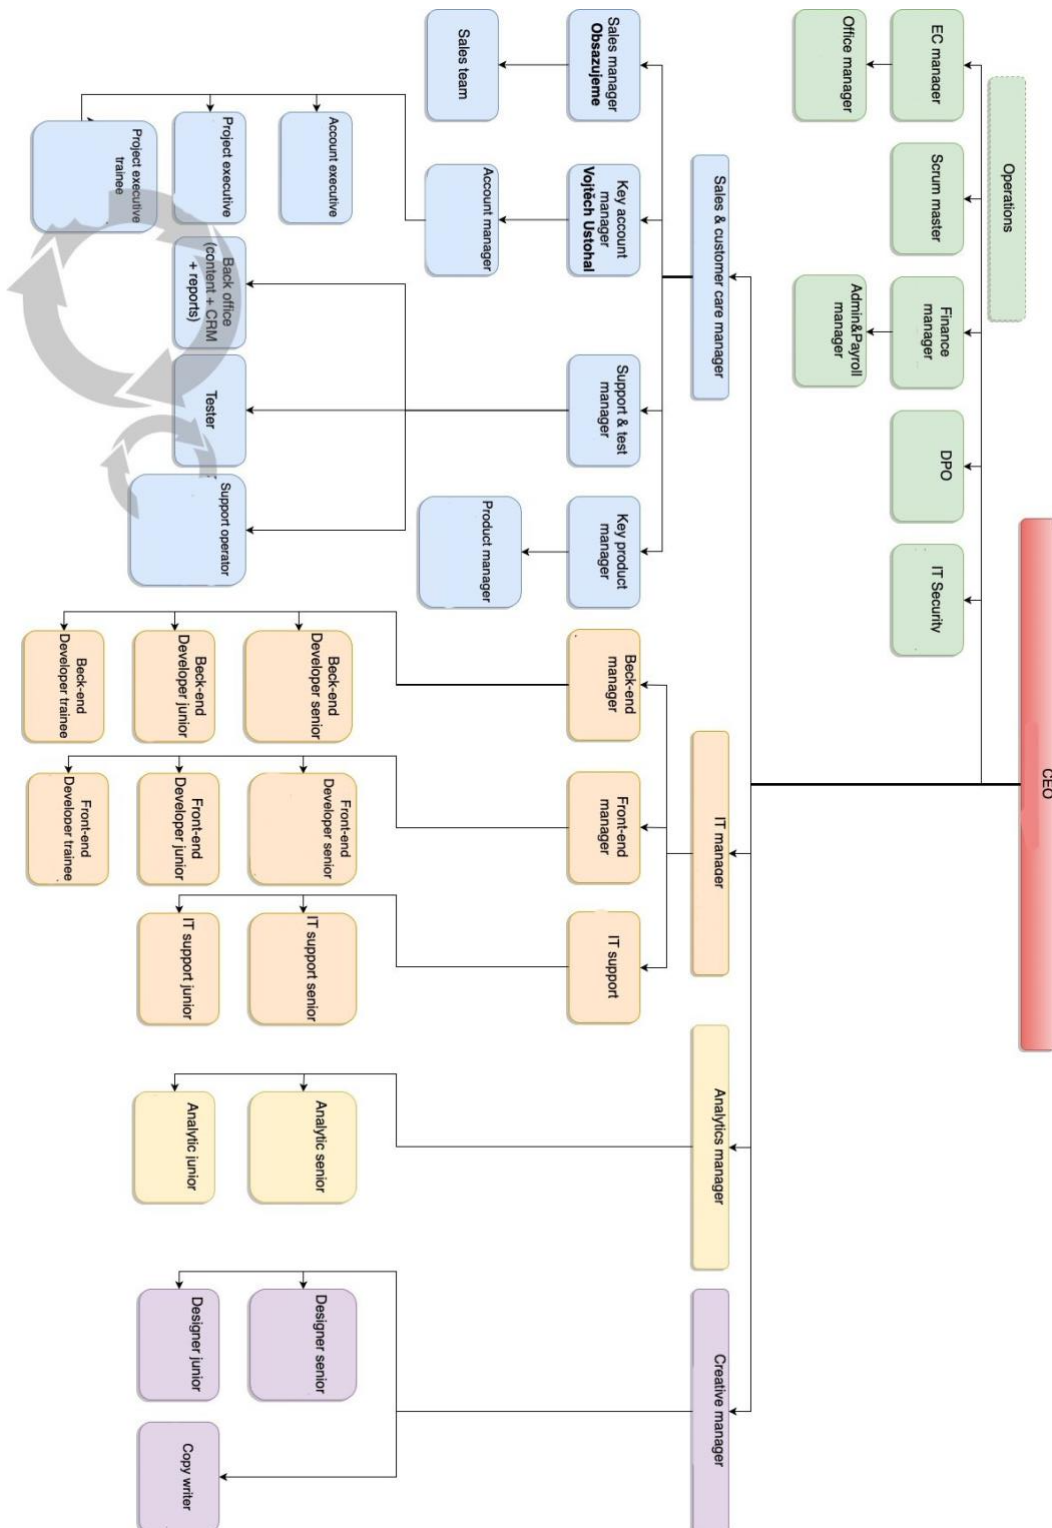 CEO
Operations
EC manager
Office manager
Scrum master
Finance
manager
Admin&Payroll
manager
DPO
IT Security
Sales & customer care manager
IT manager
Analytics manager
Creative manager
Sales manager
Obsazujeme
Sales team
Key account
manager
Vojtěch Ustohal
Account manager
Account executive
Project executive
Project executive
trainee
Support & test
manager
Back office
(content + CRM
+ reports)
Tester
Support operator
Key product
manager
Product manager
Beck-end
manager
Beck-end
Developer senior
Beck-end
Developer junior
Beck-end
Developer trainee
Front-end
manager
Front-end
Developer senior
Front-end
Developer junior
Front-end
Developer trainee
IT support
IT support senior
IT support junior
Analytic senior
Analytic junior
Designer senior
Designer junior
Copy writer